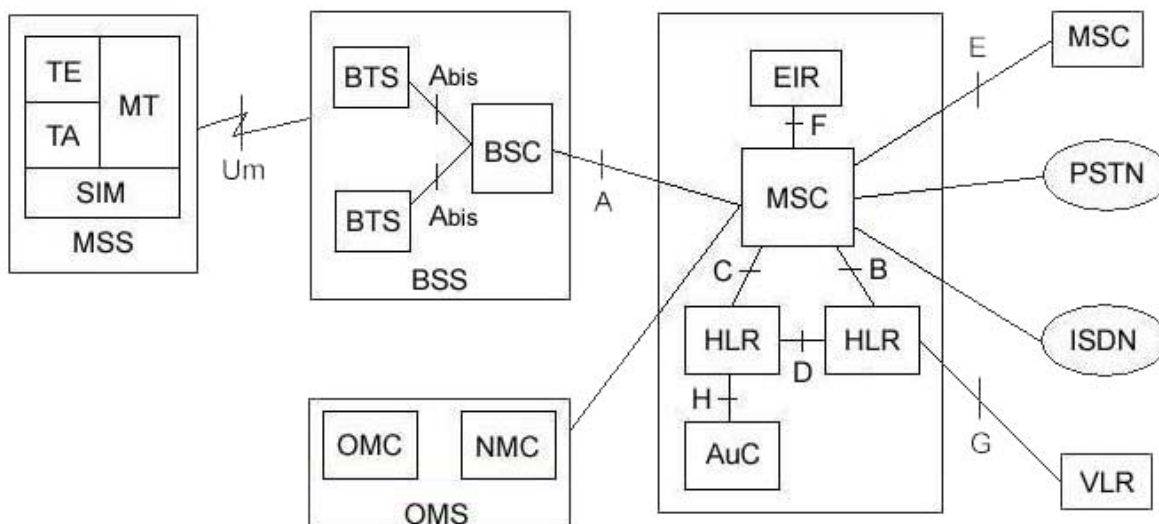 TE
MT
TA
SIM
MSS
Um
BTS
Abis
BSC
BTS
Abis
BSS
A
OMC
NMC
OMS
EIR
F
MSC
C
B
HLR
D
HLR
H
AuC
E
MSC
PSTN
ISDN
G
VLR